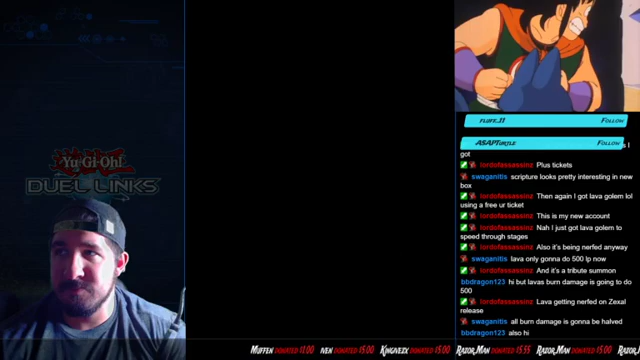 Yu-Gi-Oh!
DUEL LINKS
FLUFF_11 FOLLOW
ASAPTURTLE FOLLOW
got
lordofassassinz Plus tickets
swaganitis scripture looks pretty interesting in new
box
lordofassassinz Then again I got lava golem lol
using a free ur ticket
lordofassassinz This is my new account
lordofassassinz Nah I just got lava golem to
speed through stages
lordofassassinz Also it's being nerfed anyway
swaganitis lava only gonna do 500 lp now
lordofassassinz And it's a tribute summon
bbdragon123 hi but lavas burn damage is going to do
500
lordofassassinz Lava getting nerfed on Zexal
release
swaganitis all burn damage is gonna be halved
bbdragon123 also hi
MUFFEN DONATED $1.00 IVEN DONATED $5.00 KINGIVEZX DONATED $5.00 RAZOR_MAN DONATED $5.55 RAZOR_MAN DONATED $5.00 RAZOR_M